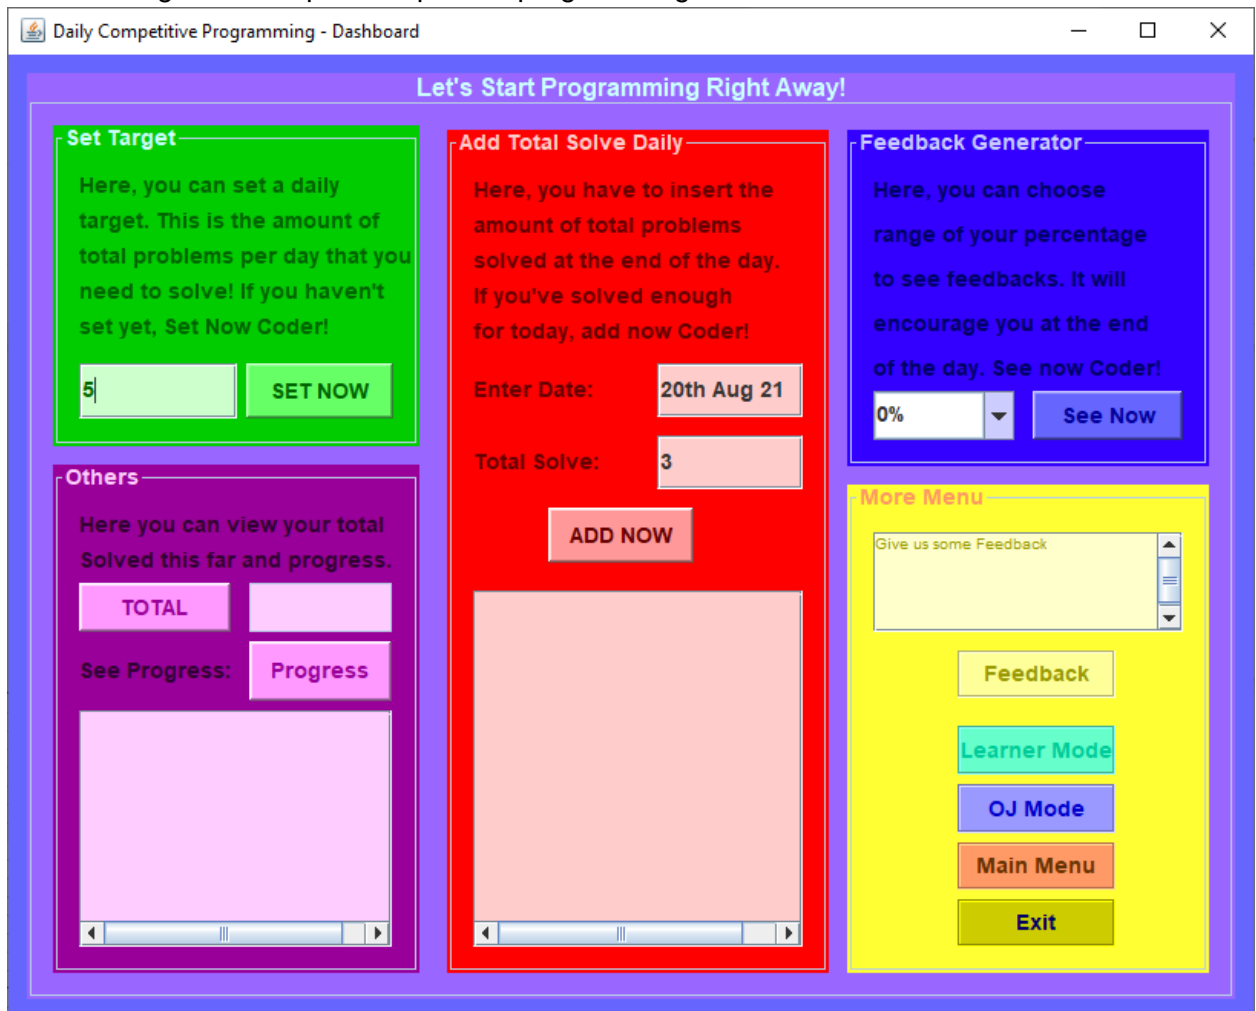 Daily Competitive Programming - Dashboard
Let's Start Programming Right Away!
Set Target
Here, you can set a daily
target. This is the amount of
total problems per day that you
need to solve! If you haven't
set yet, Set Now Coder!
5
SET NOW
Others
Here you can view your total
Solved this far and progress.
TOTAL
See Progress:
Progress
Add Total Solve Daily
Here, you have to insert the
amount of total problems
solved at the end of the day.
If you've solved enough
for today, add now Coder!
Enter Date:
20th Aug 21
Total Solve:
3
ADD NOW
Feedback Generator
Here, you can choose
range of your percentage
to see feedbacks. It will
encourage you at the end
of the day. See now Coder!
0%
See Now
More Menu
Give us some Feedback
Feedback
Learner Mode
OJ Mode
Main Menu
Exit